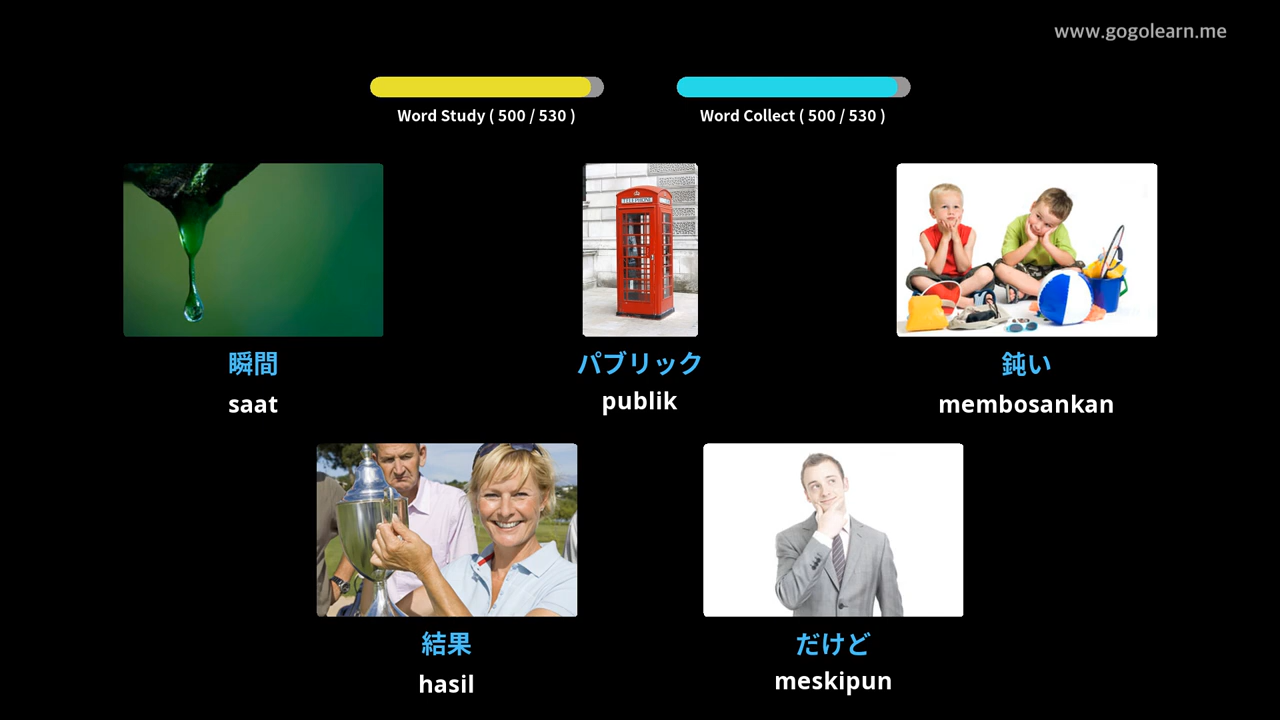 www.gogolearn.me
Word Study ( 500 / 530 )
Word Collect ( 500 / 530 )
TELEPHONE
瞬間
saat
パブリック
publik
鈍い
membosankan
結果
hasil
だけど
meskipun